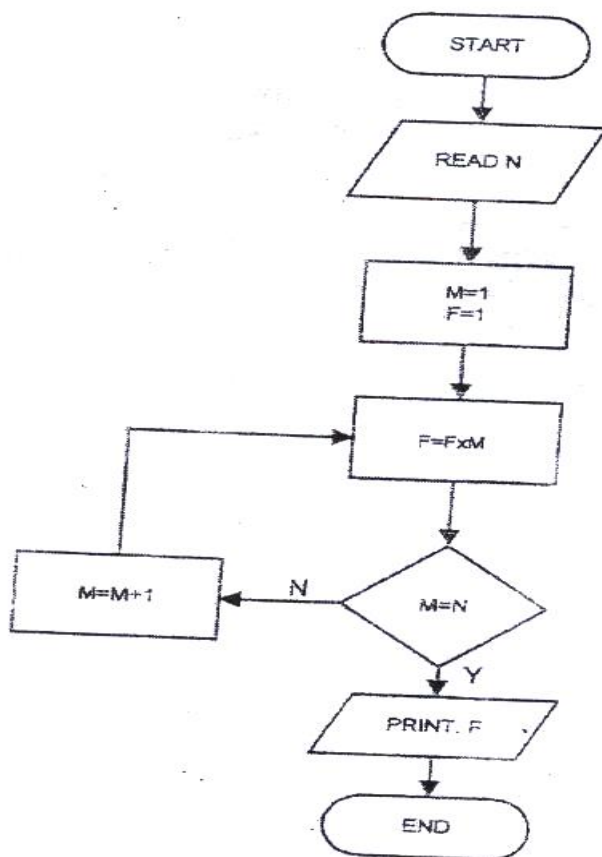 START
READ N
M=1
F=1
F=FxM
M=N
N
M=M+1
Y
PRINT. F
END